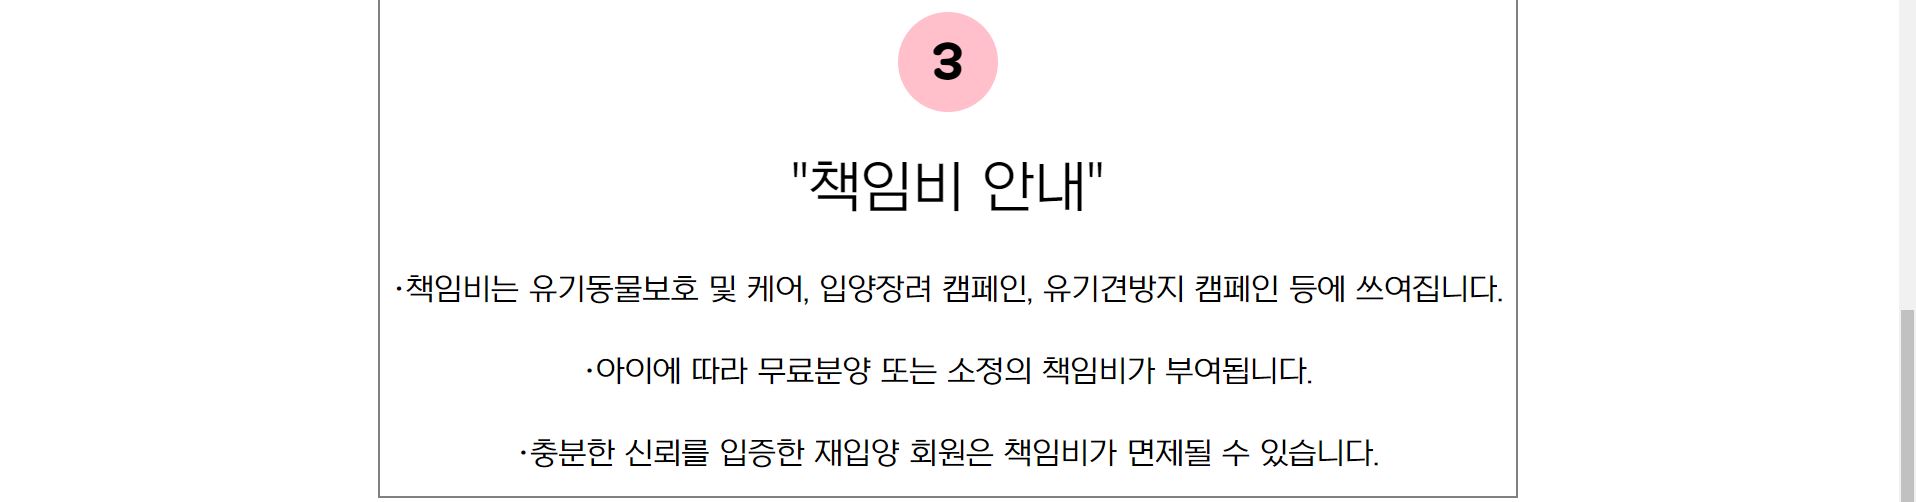 3
"책임비 안내"
·책임비는 유기동물보호 및 케어, 입양장려 캠페인, 유기견방지 캠페인 등에 쓰여집니다.
·아이에 따라 무료분양 또는 소정의 책임비가 부여됩니다.
·충분한 신뢰를 입증한 재입양 회원은 책임비가 면제될 수 있습니다.